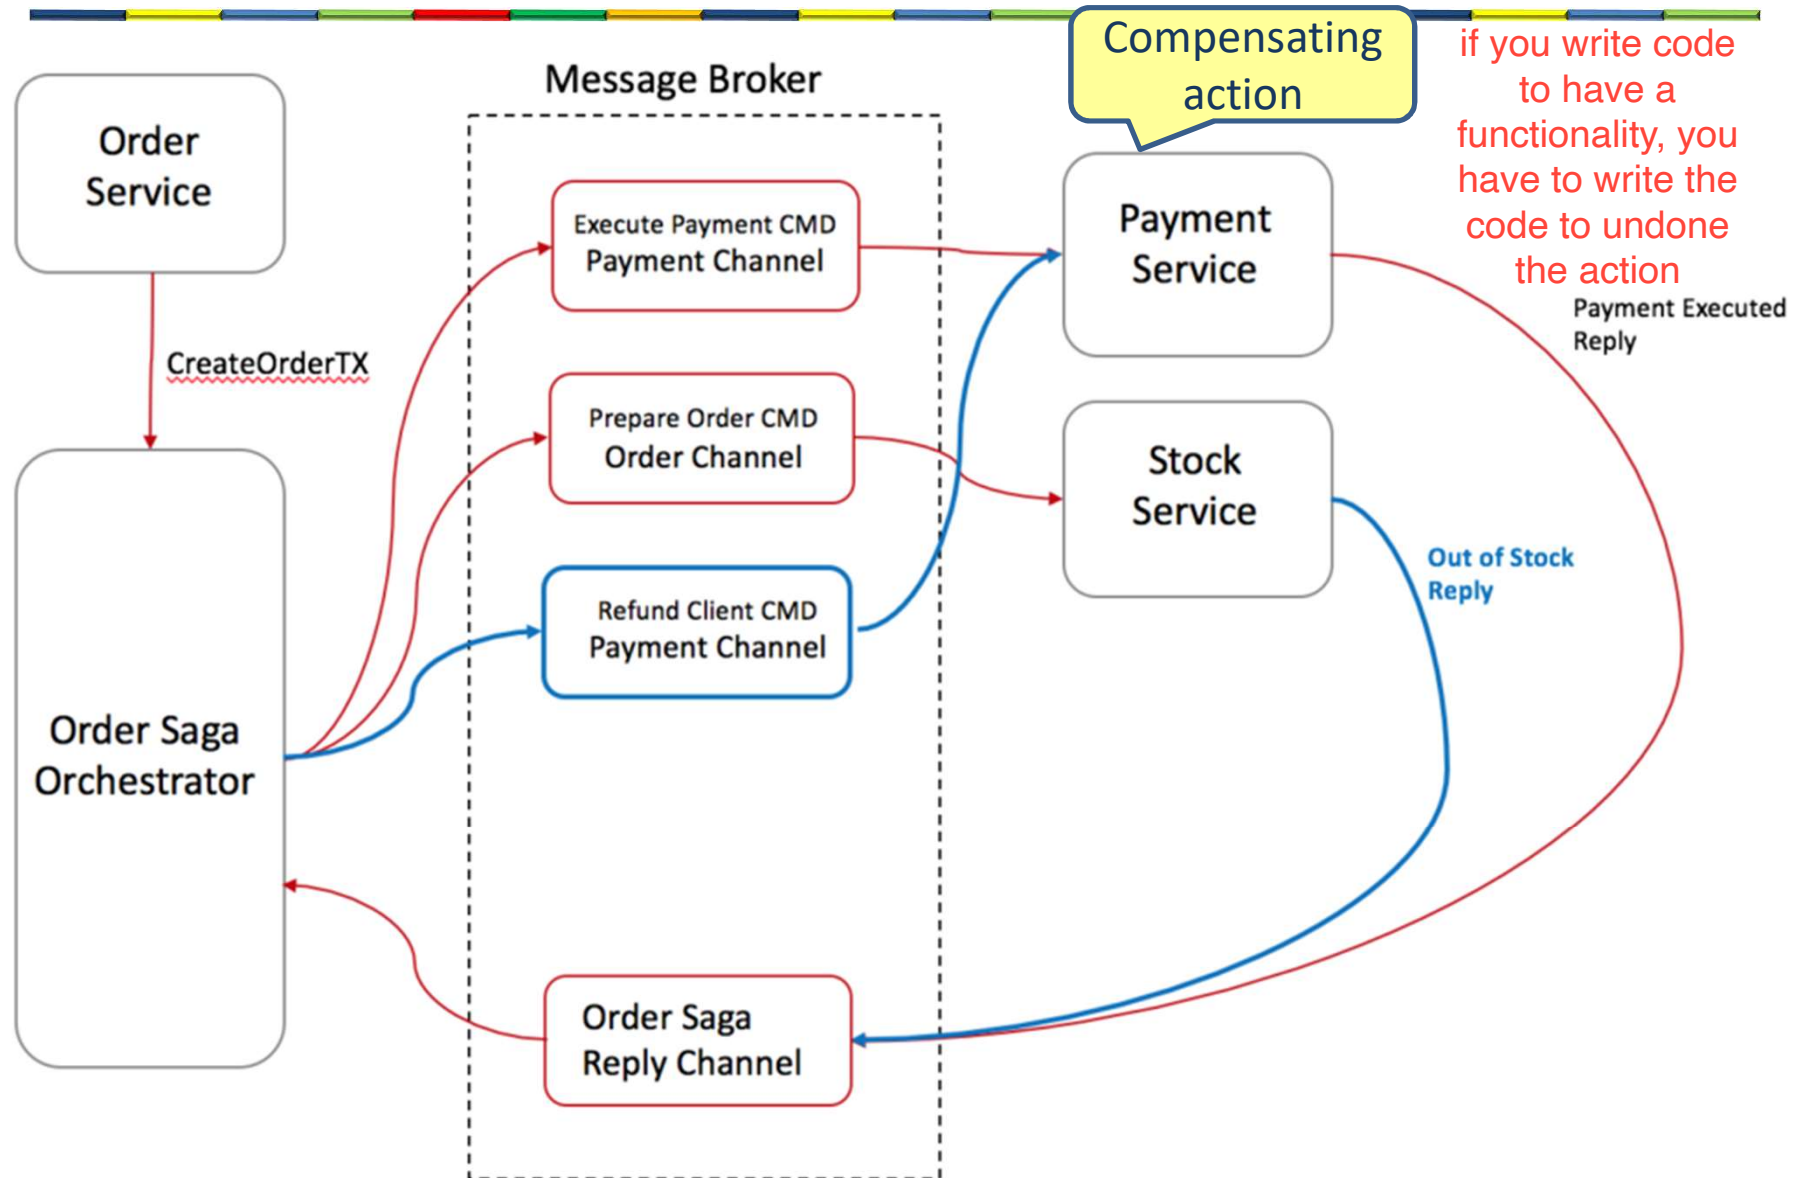 Compensating
action
if you write code
to have a
functionality, you
have to write the
code to undone
the action
Message Broker
Order
Service
Execute Payment CMD
Payment Channel
Payment
Service
Payment Executed
Reply
CreateOrderTX
Prepare Order CMD
Order Channel
Stock
Service
Out of Stock
Reply
Refund Client CMD
Payment Channel
Order Saga
Orchestrator
Order Saga
Reply Channel